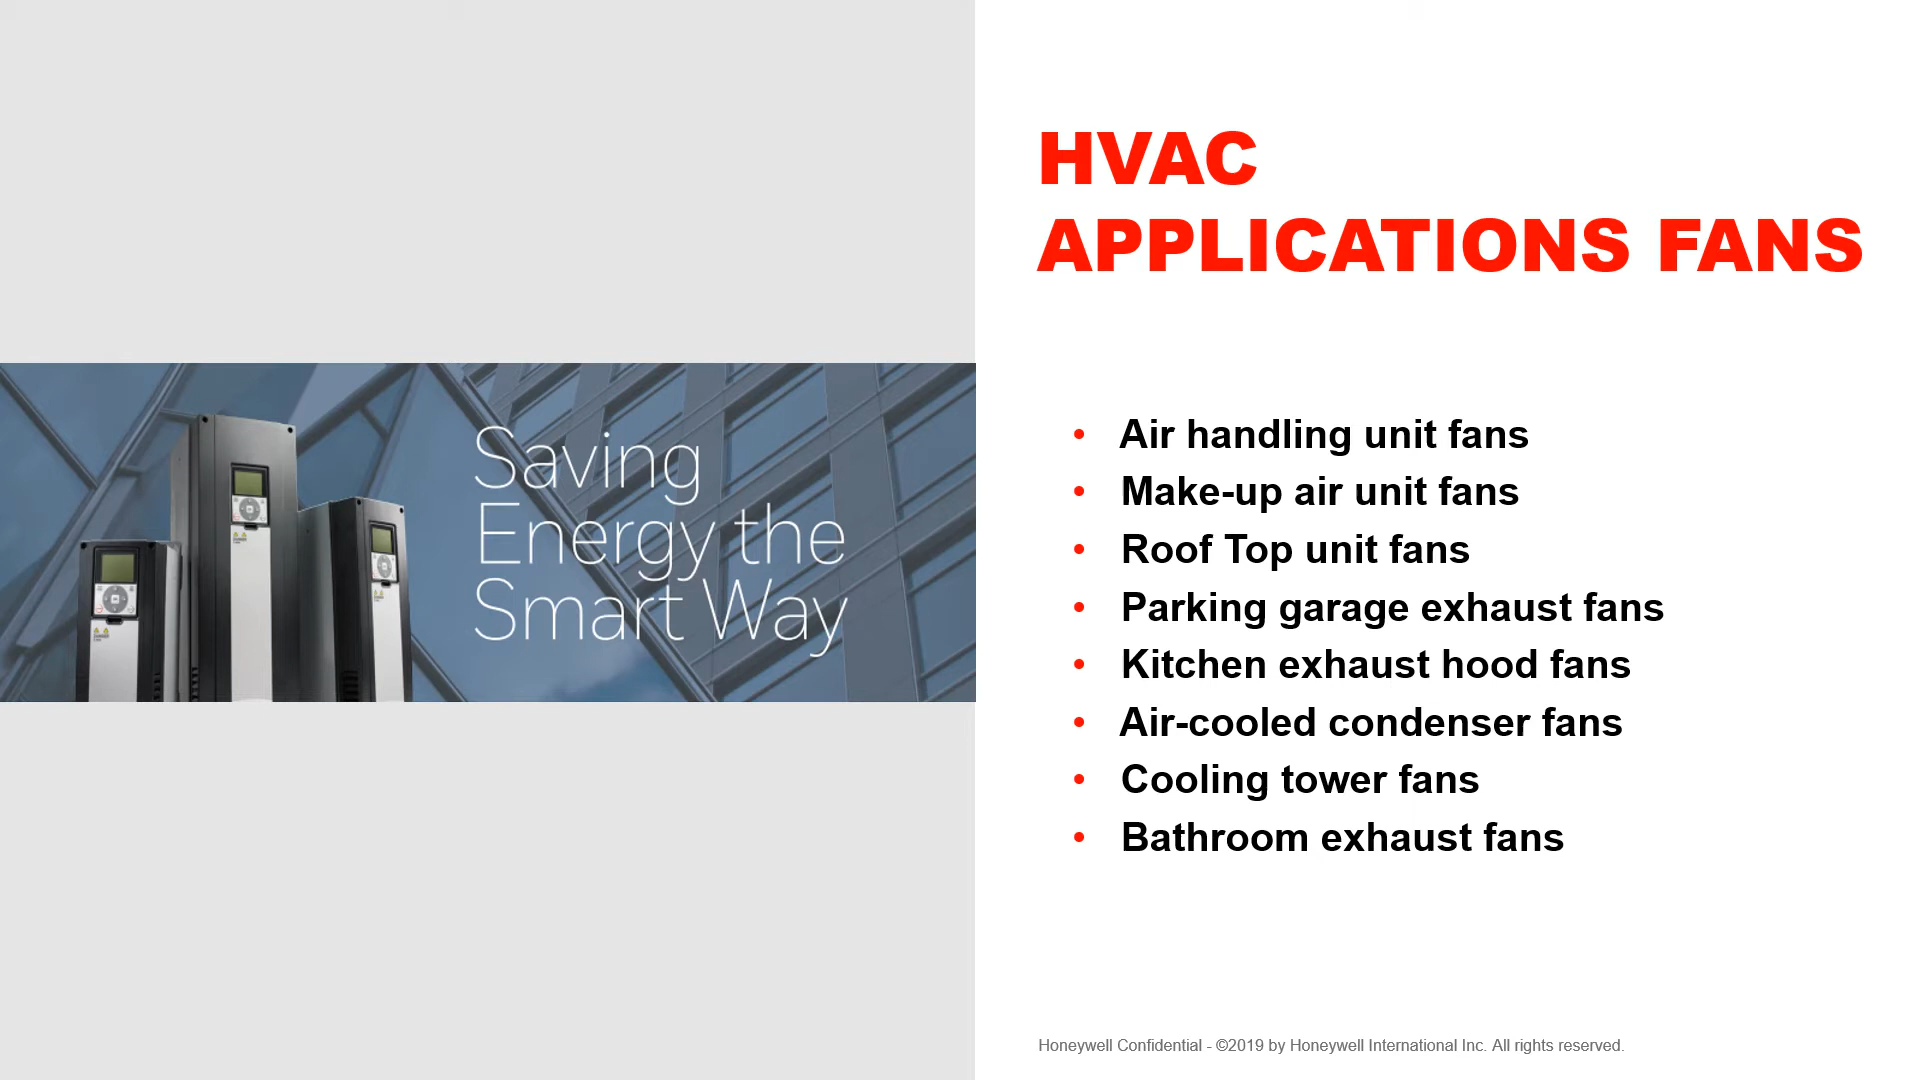 Saving
Energy the
Smart Way
HVAC
APPLICATIONS FANS
• Air handling unit fans
• Make-up air unit fans
• Roof Top unit fans
• Parking garage exhaust fans
• Kitchen exhaust hood fans
• Air-cooled condenser fans
• Cooling tower fans
• Bathroom exhaust fans
Honeywell Confidential - ©2019 by Honeywell International Inc. All rights reserved.